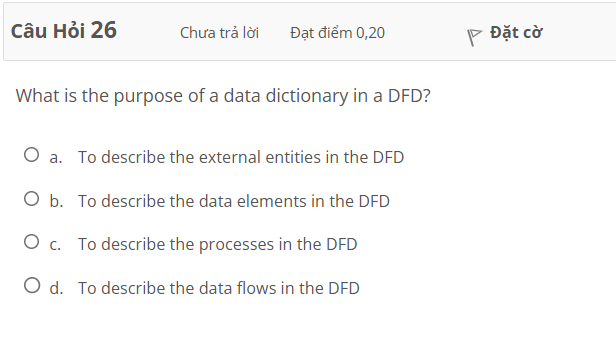 Câu Hỏi 26 Chưa trả lời Đạt điểm 0,20 Đặt cờ
What is the purpose of a data dictionary in a DFD?
a. To describe the external entities in the DFD
b. To describe the data elements in the DFD
c. To describe the processes in the DFD
d. To describe the data flows in the DFD